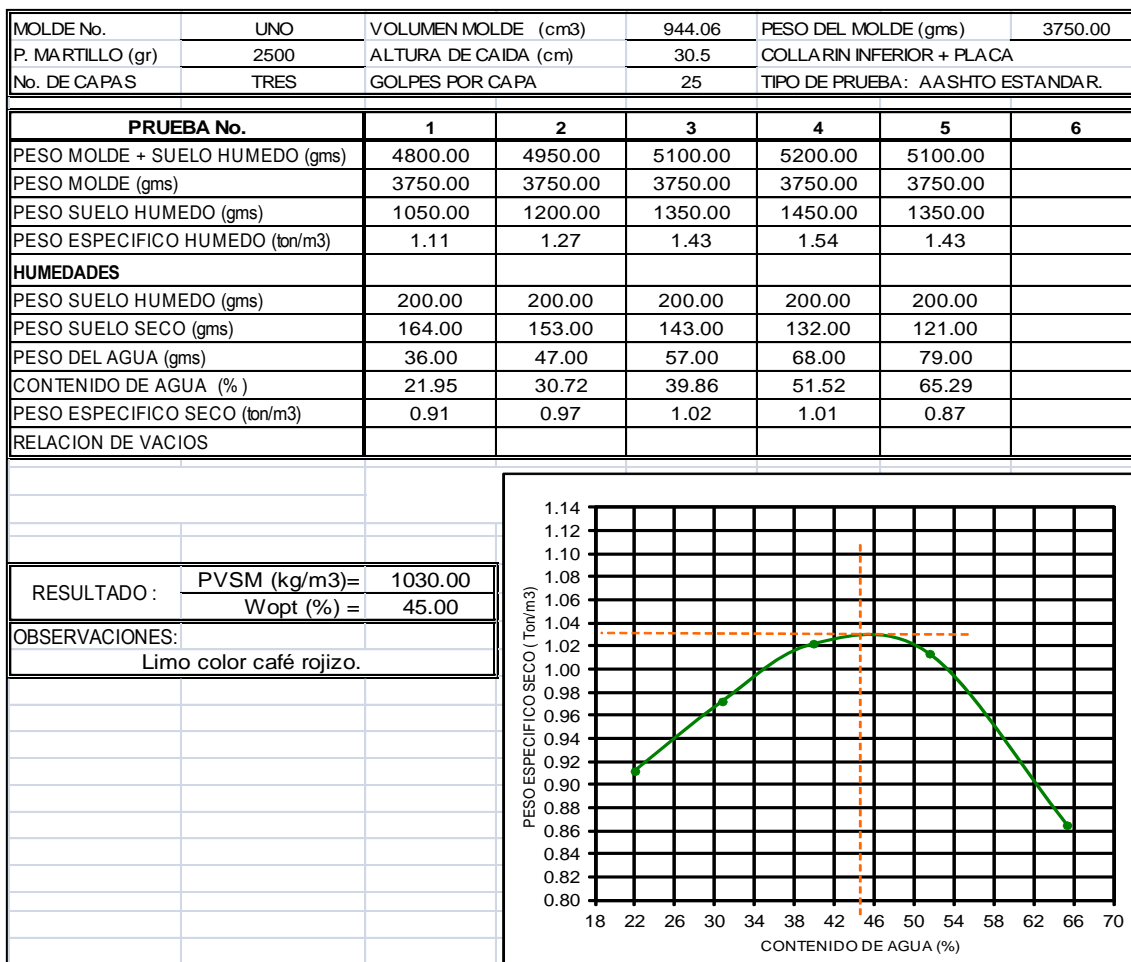 MOLDE No. UNO VOLUMEN MOLDE (cm3) 944.06 PESO DEL MOLDE (gms) 3750.00
P. MARTILLO (gr) 2500 ALTURA DE CAIDA (cm) 30.5 COLLARIN INFERIOR + PLACA
No. DE CAPAS TRES GOLPES POR CAPA 25 TIPO DE PRUEBA: AASHTO ESTANDAR.
PRUEBA No. 1 2 3 4 5 6
PESO MOLDE + SUELO HUMEDO (gms) 4800.00 4950.00 5100.00 5200.00 5100.00
PESO MOLDE (gms) 3750.00 3750.00 3750.00 3750.00 3750.00
PESO SUELO HUMEDO (gms) 1050.00 1200.00 1350.00 1450.00 1350.00
PESO ESPECIFICO HUMEDO (ton/m3) 1.11 1.27 1.43 1.54 1.43
HUMEDADES
PESO SUELO HUMEDO (gms) 200.00 200.00 200.00 200.00 200.00
PESO SUELO SECO (gms) 164.00 153.00 143.00 132.00 121.00
PESO DEL AGUA (gms) 36.00 47.00 57.00 68.00 79.00
CONTENIDO DE AGUA (%) 21.95 30.72 39.86 51.52 65.29
PESO ESPECIFICO SECO (ton/m3) 0.91 0.97 1.02 1.01 0.87
RELACION DE VACIOS
RESULTADO : PVSM (kg/m3)= 1030.00
Wopt (%) = 45.00
OBSERVACIONES:
Limo color café rojizo.
PESO ESPECIFICO SECO ( Ton/m3)
1.14
1.12
1.10
1.08
1.06
1.04
1.02
1.00
0.98
0.96
0.94
0.92
0.90
0.88
0.86
0.84
0.82
0.80
18 22 26 30 34 38 42 46 50 54 58 62 66 70
CONTENIDO DE AGUA (%)